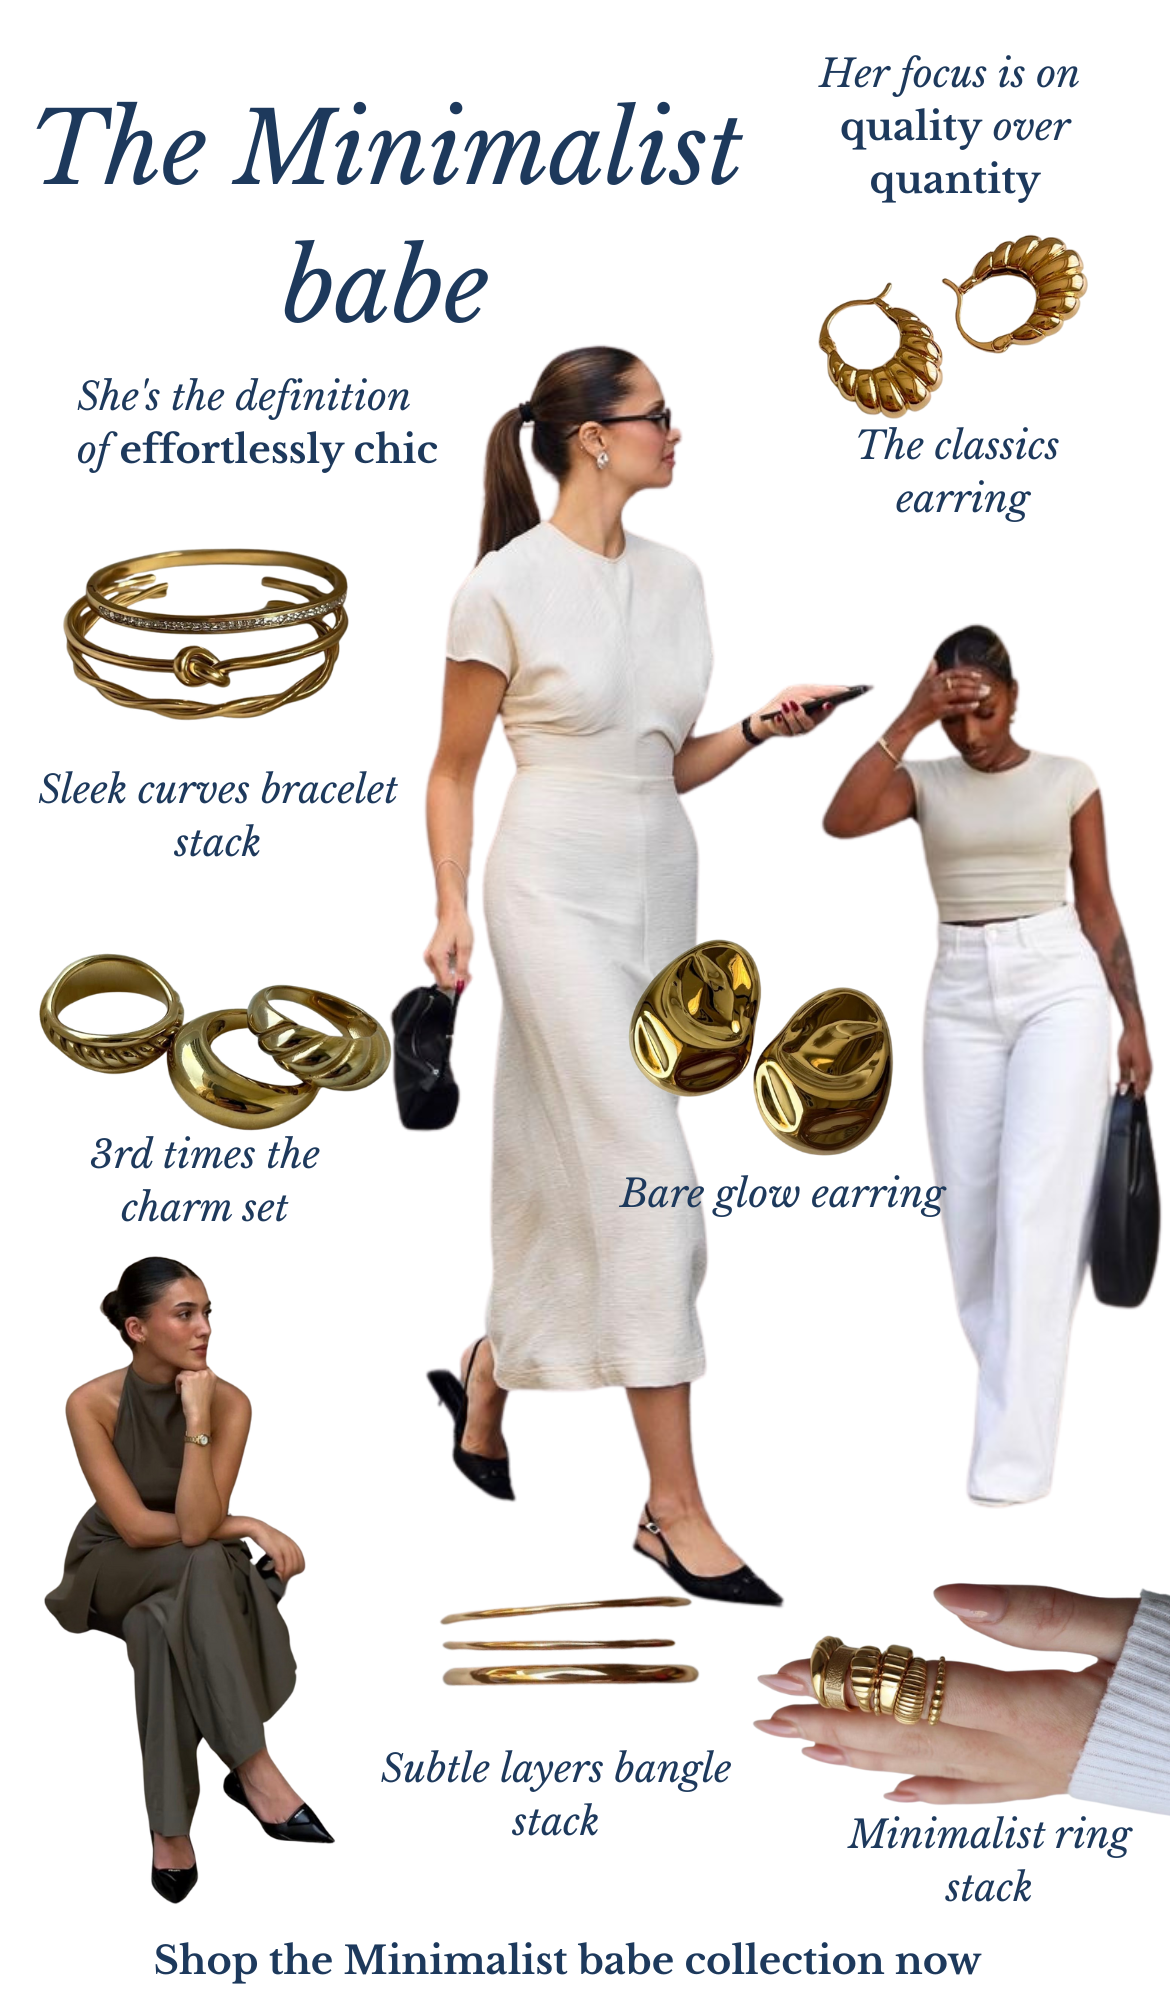 The Minimalist
babe
Her focus is on
quality over
quantity
She's the definition
of effortlessly chic
The classics
earring
Sleek curves bracelet
stack
3rd times the
charm set
Bare glow earring
Subtle layers bangle
stack
Minimalist ring
stack
Shop the Minimalist babe collection now